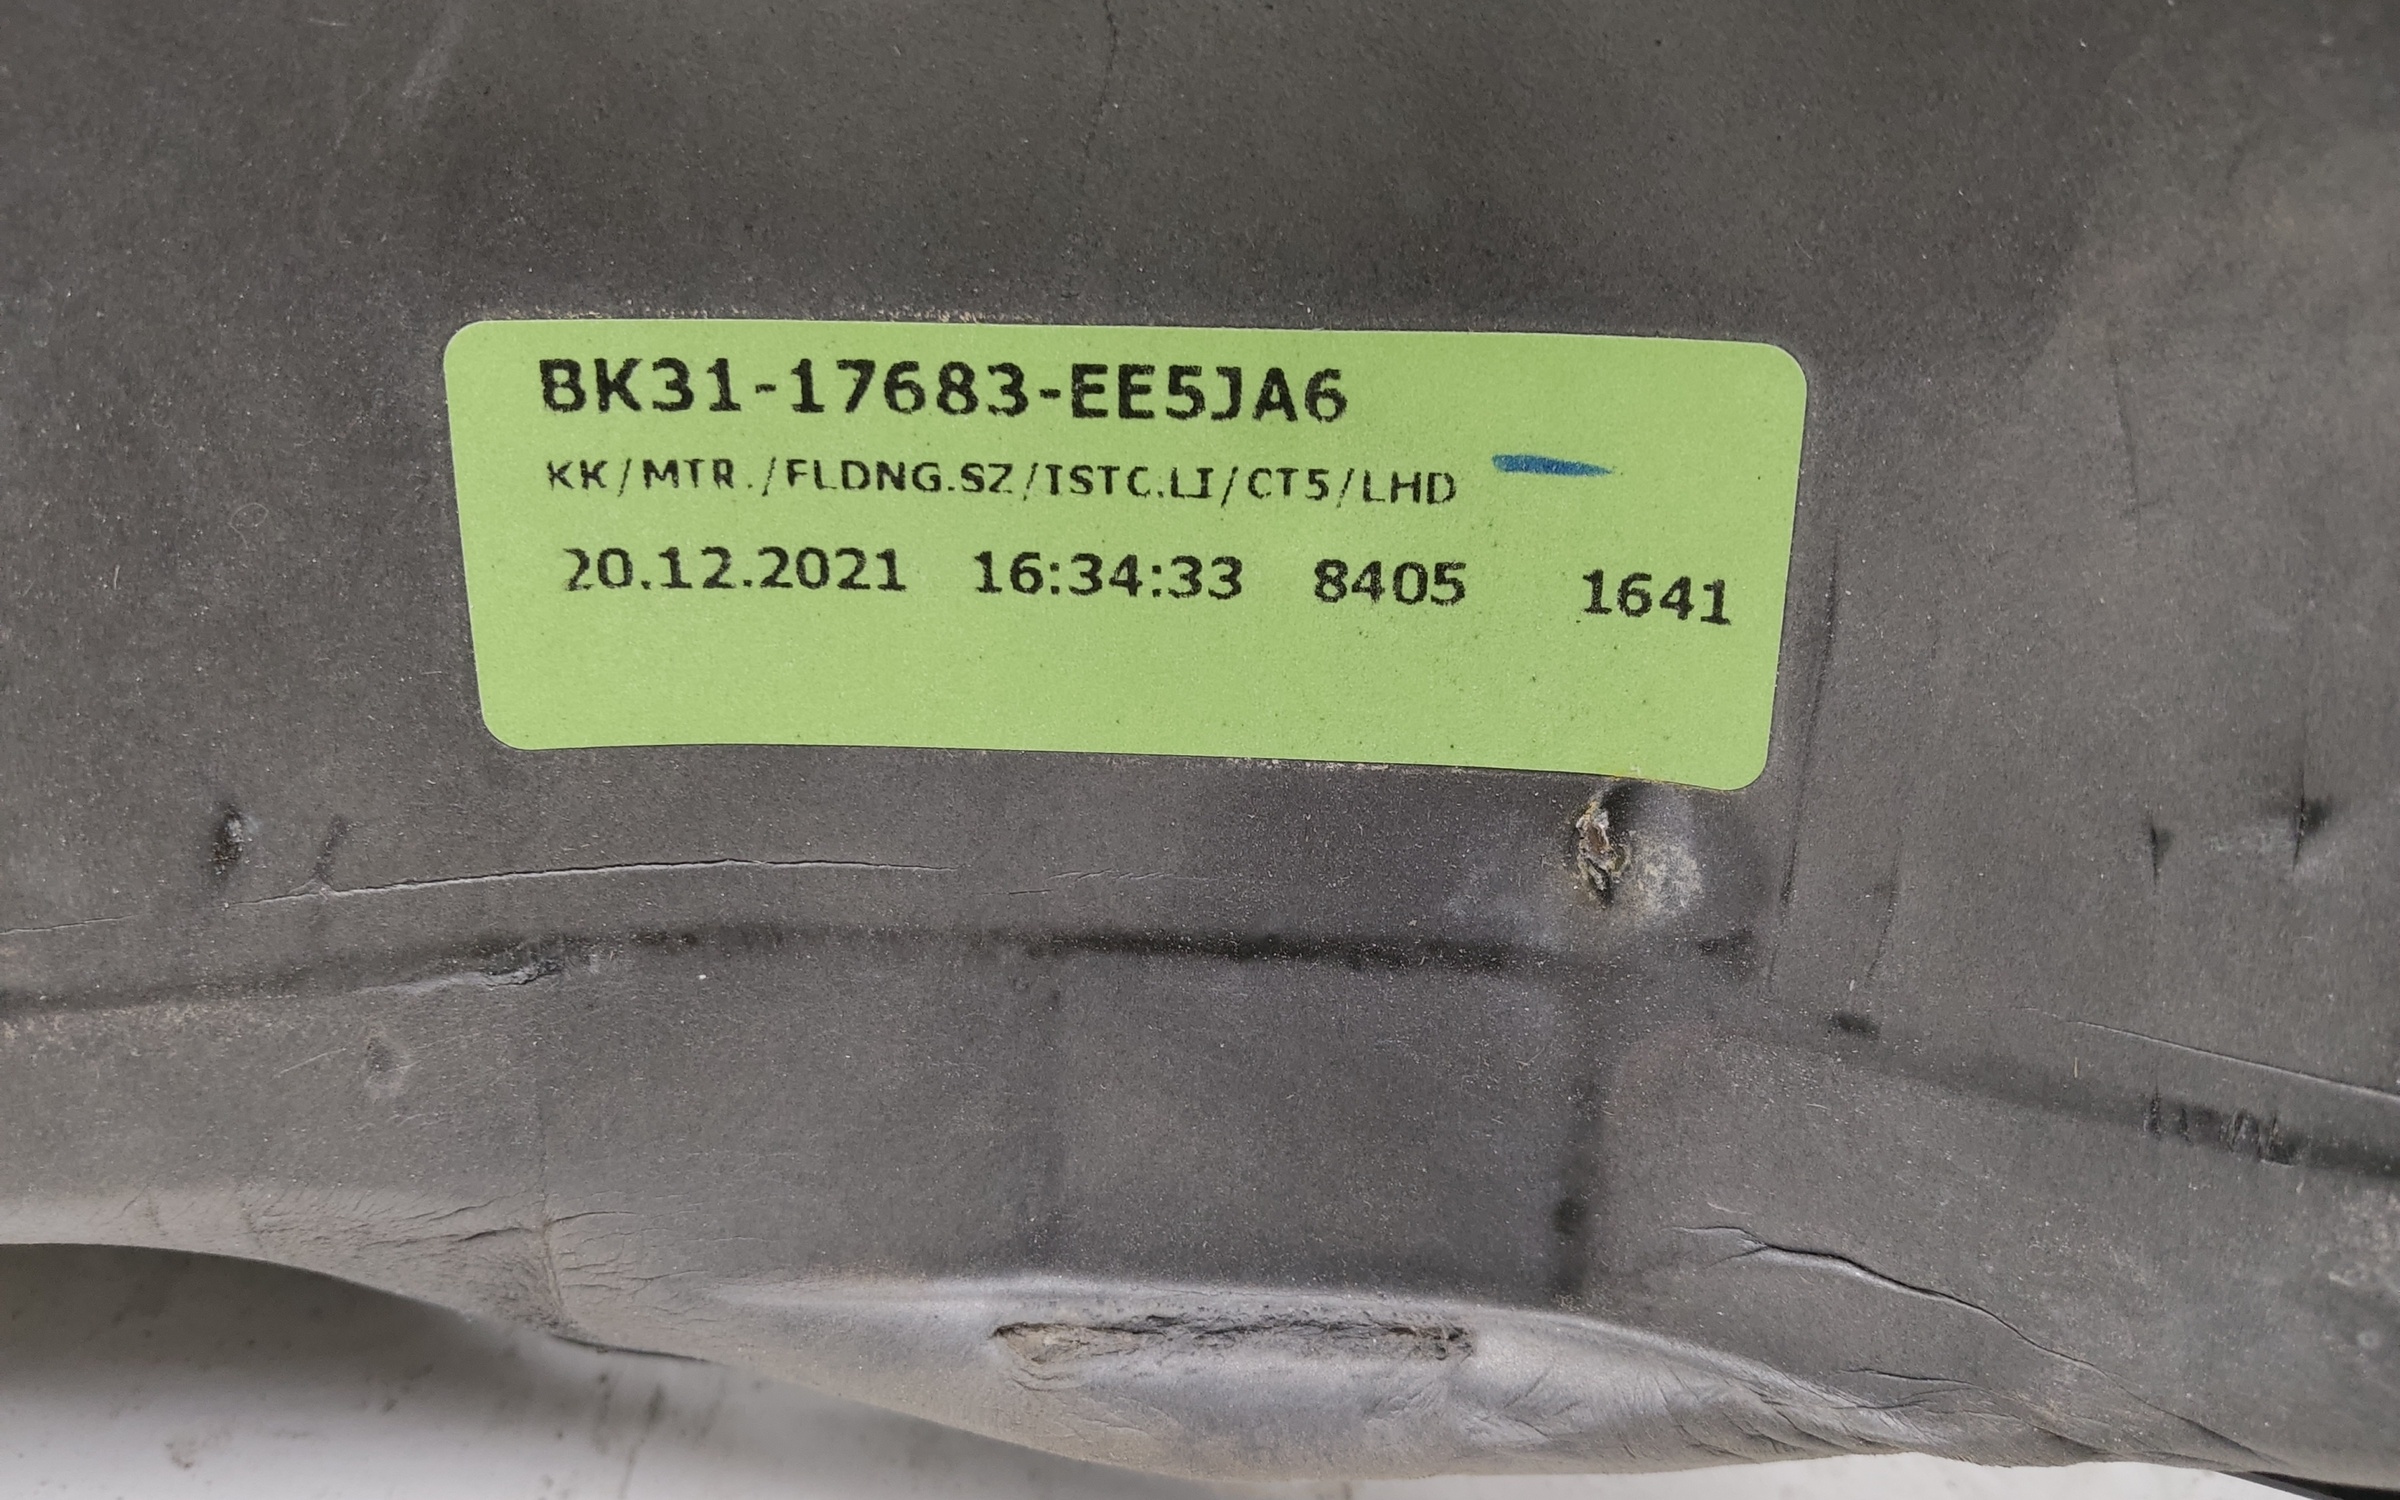 BK31-17683-EE5JA6
KK/MTR./FLDNG.SZ/ISTC.LI/CT5/LHD
20.12.2021 16:34:33 8405 1641